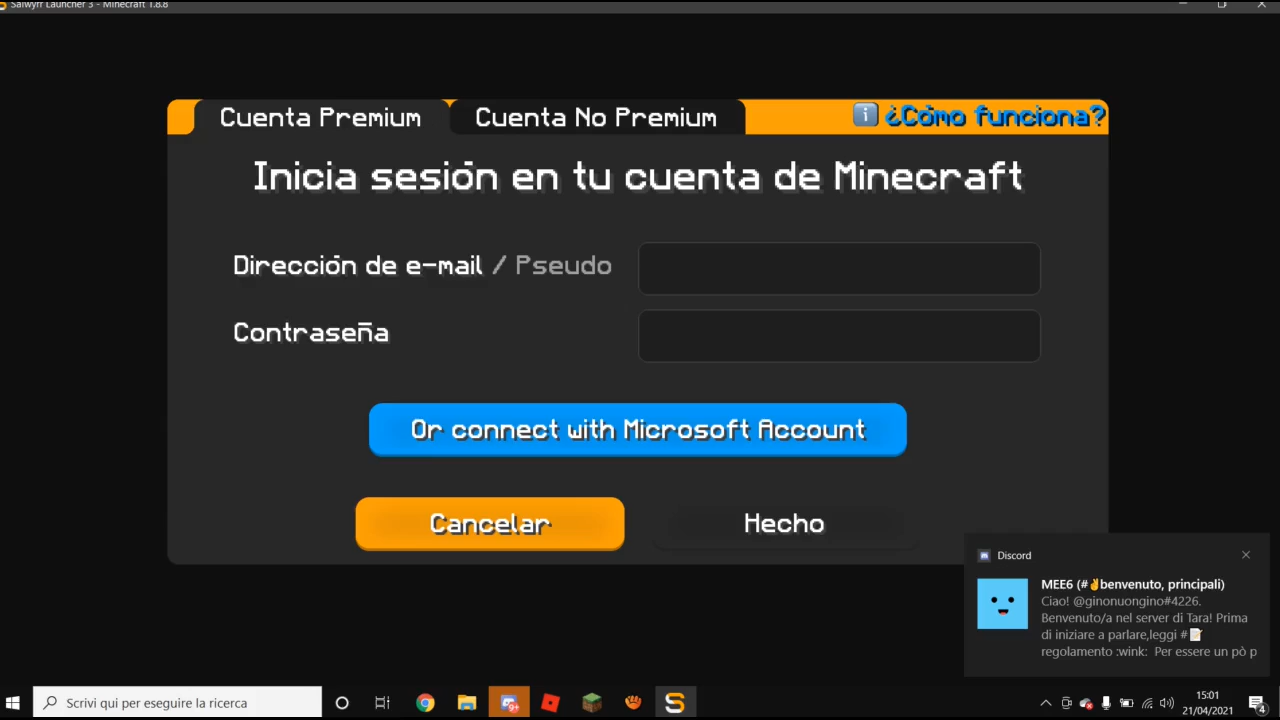 Salwyrr Launcher 3 - Minecraft 1.8.8
Cuenta Premium
Cuenta No Premium
¿Cómo funciona?
Inicia sesión en tu cuenta de Minecraft
Dirección de e-mail / Pseudo
Contraseña
Or connect with Microsoft Account
Cancelar
Hecho
Discord
MEE6 (#✌benvenuto, principali)
Ciao! @ginonuongino#4226.
Benvenuto/a nel server di Tara! Prima
di iniziare a parlare,leggi #📝
regolamento :wink: Per essere un pò p
Scrivi qui per eseguire la ricerca
15:01
21/04/2021
4